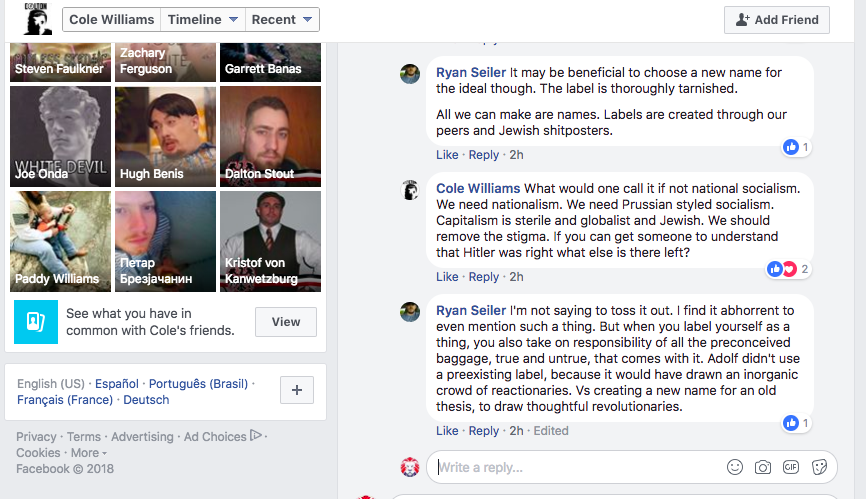 Cole Williams
Timeline
Recent
Add Friend
Steven Faulkner
Zachary
Ferguson
Garrett Banas
WHITE DEVIL
Joe Onda
Hugh Benis
Dalton Stout
Paddy Williams
Петар
Брезјачанин
Kristof von
Kanwetzburg
See what you have in
common with Cole's friends.
View
English (US) · Español · Português (Brasil) ·
Français (France) · Deutsch
Privacy · Terms · Advertising · Ad Choices ·
Cookies · More
Facebook © 2018
Ryan Seiler It may be beneficial to choose a new name for
the ideal though. The label is thoroughly tarnished.
All we can make are names. Labels are created through our
peers and Jewish shitposters.
1
Like · Reply · 2h
Cole Williams What would one call it if not national socialism.
We need nationalism. We need Prussian styled socialism.
Capitalism is sterile and globalist and Jewish. We should
remove the stigma. If you can get someone to understand
that Hitler was right what else is there left?
2
Like · Reply · 2h
Ryan Seiler I'm not saying to toss it out. I find it abhorrent to
even mention such a thing. But when you label yourself as a
thing, you also take on responsibility of all the preconceived
baggage, true and untrue, that comes with it. Adolf didn't use
a preexisting label, because it would have drawn an inorganic
crowd of reactionaries. Vs creating a new name for an old
thesis, to draw thoughtful revolutionaries.
1
Like · Reply · 2h · Edited
Write a reply...
GIF